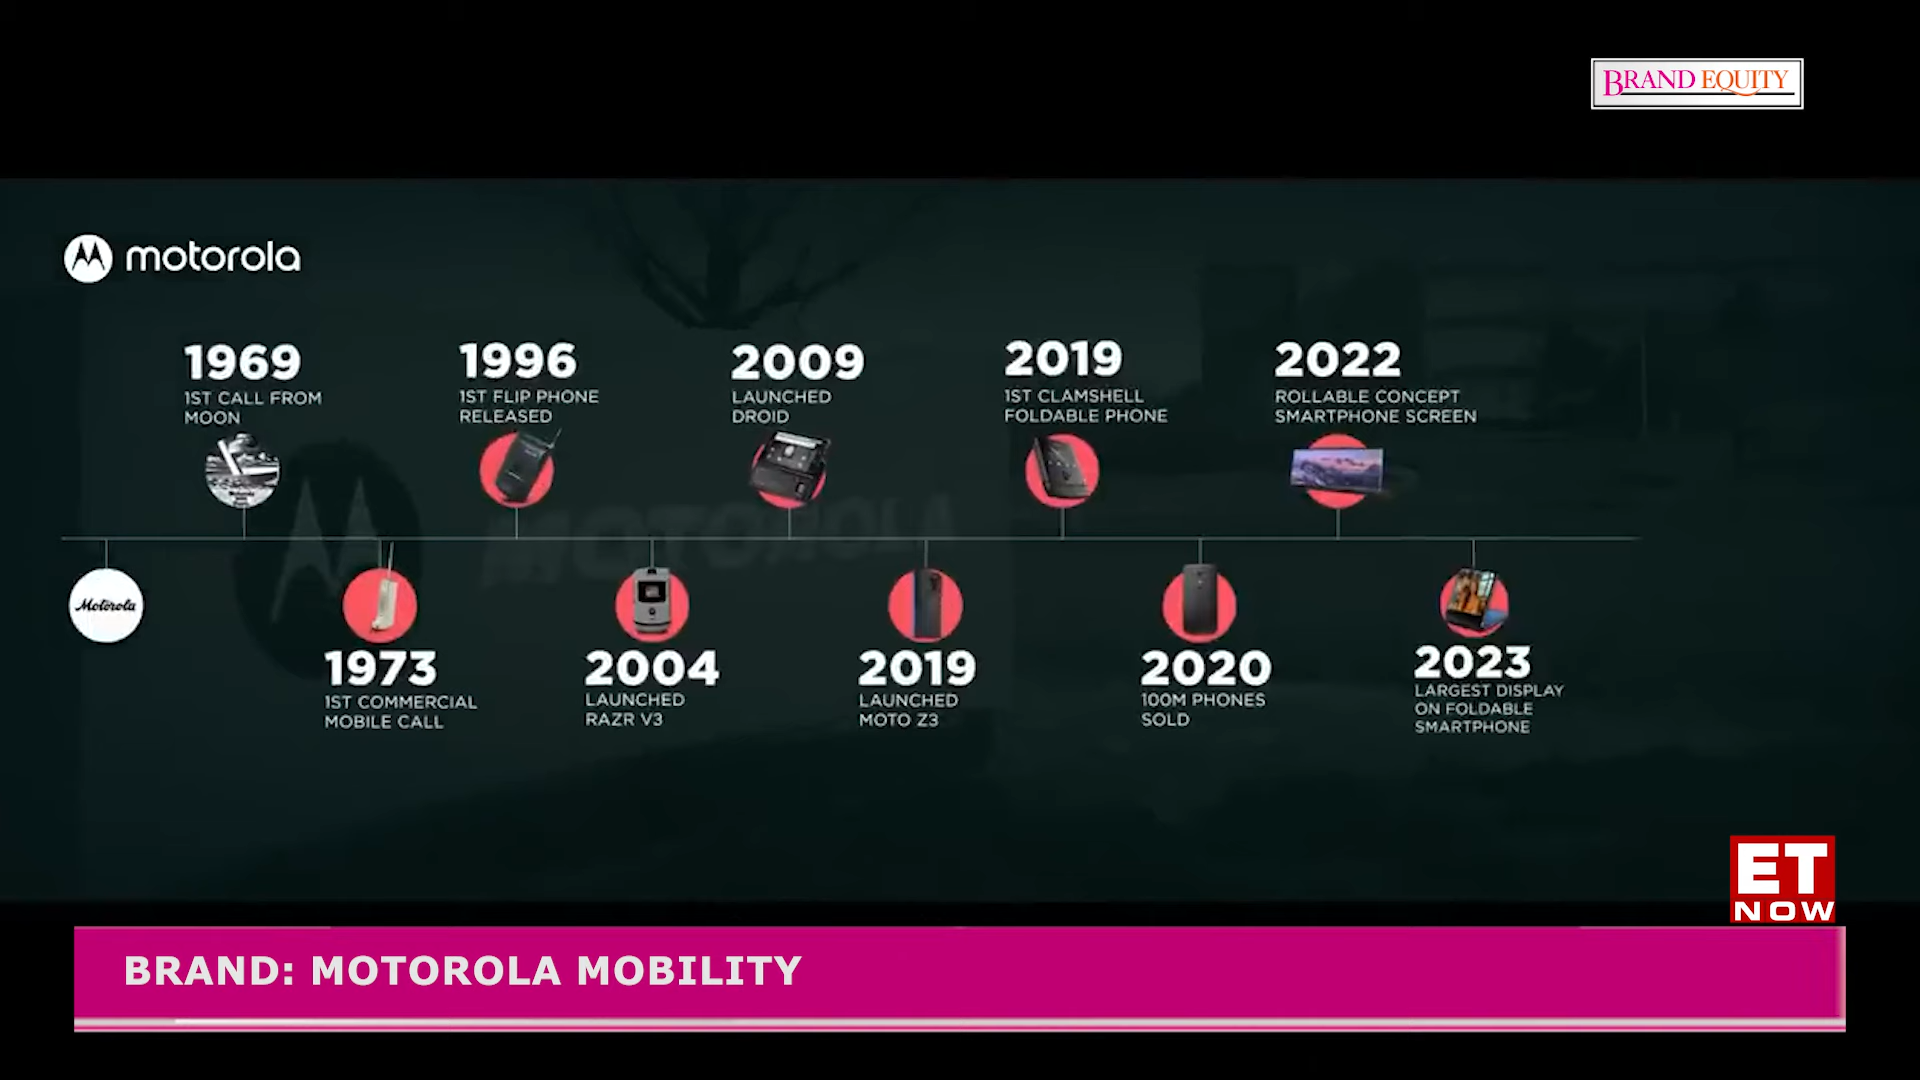 BRAND EQUITY
motorola
1969
1ST CALL FROM
MOON
1996
1ST FLIP PHONE
RELEASED
2009
LAUNCHED
DROID
2019
1ST CLAMSHELL
FOLDABLE PHONE
2022
ROLLABLE CONCEPT
SMARTPHONE SCREEN
MOTOROLA
Motorola
1973
1ST COMMERCIAL
MOBILE CALL
2004
LAUNCHED
RAZR V3
2019
LAUNCHED
MOTO Z3
2020
100M PHONES
SOLD
2023
LARGEST DISPLAY
ON FOLDABLE
SMARTPHONE
ET
NOW
BRAND: MOTOROLA MOBILITY